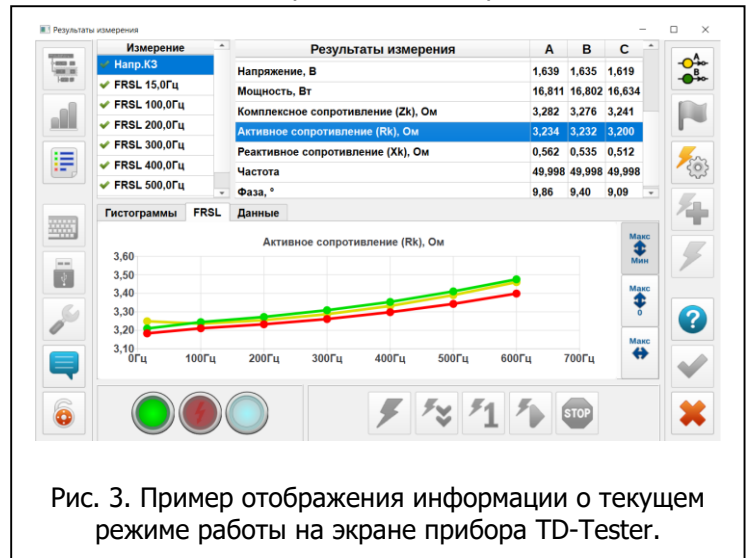 Результаты измерения
Измерение
Напр.КЗ
FRSL 15,0Гц
FRSL 100,0Гц
FRSL 200,0Гц
FRSL 300,0Гц
FRSL 400,0Гц
FRSL 500,0Гц
Результаты измерения A B C
Напряжение, В 1,639 1,635 1,619
Мощность, Вт 16,811 16,802 16,634
Комплексное сопротивление (Zk), Ом 3,282 3,276 3,241
Активное сопротивление (Rk), Ом 3,234 3,232 3,200
Реактивное сопротивление (Xk), Ом 0,562 0,535 0,512
Частота 49,998 49,998 49,998
Фаза, ° 9,86 9,40 9,09
Гистограммы FRSL Данные
Активное сопротивление (Rk), Ом
3,60
3,50
3,40
3,30
3,20
3,10
0Гц 100Гц 200Гц 300Гц 400Гц 500Гц 600Гц 700Гц
Макс
Мин
Макс
0
Макс
A
B
?
1
STOP
Рис. 3. Пример отображения информации о текущем
режиме работы на экране прибора TD-Tester.